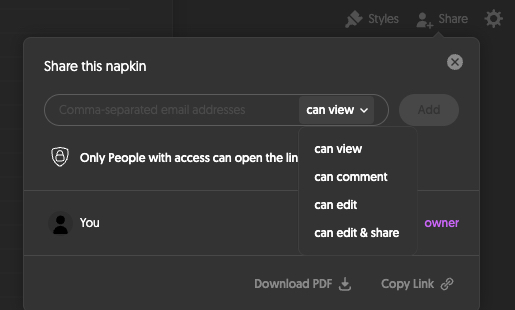 Styles
Share
Share this napkin
Comma-separated email addresses
can view
Add
Only People with access can open the lin
can view
can comment
can edit
can edit & share
You
owner
Download PDF
Copy Link